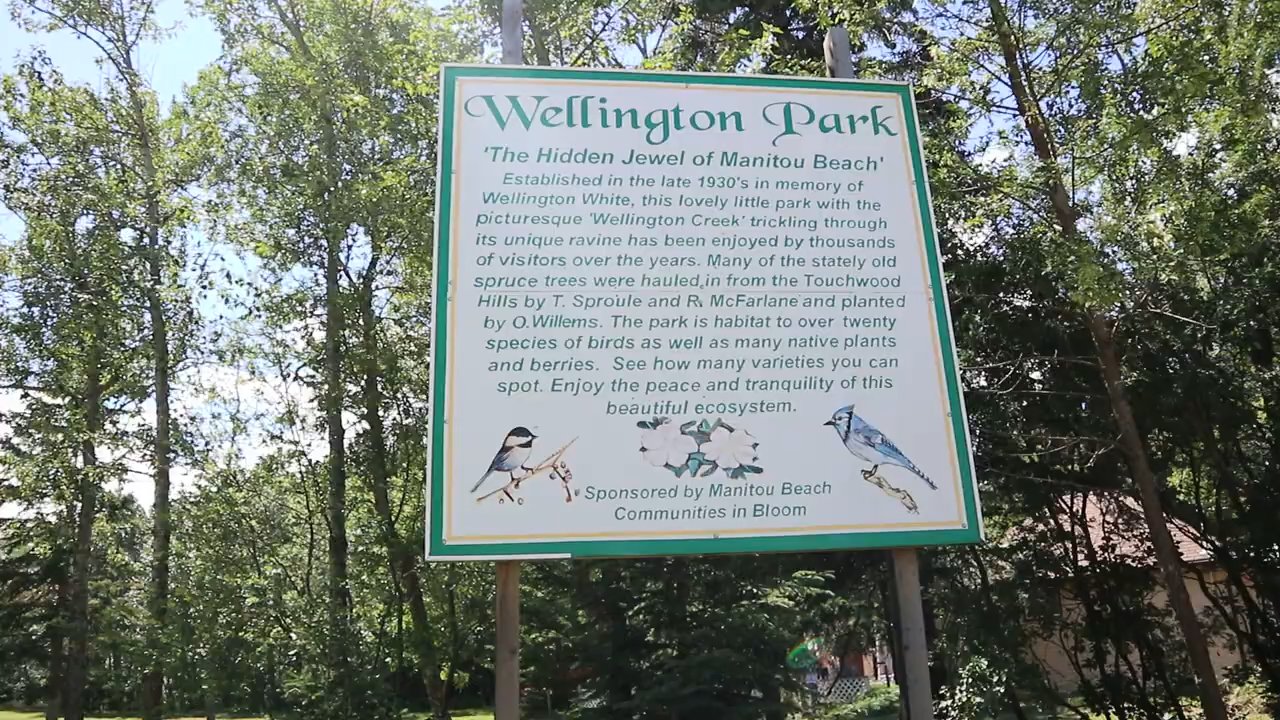 Wellington Park
'The Hidden Jewel of Manitou Beach'
Established in the late 1930's in memory of
Wellington White, this lovely little park with the
picturesque 'Wellington Creek' trickling through
its unique ravine has been enjoyed by thousands
of visitors over the years. Many of the stately old
spruce trees were hauled in from the Touchwood
Hills by T. Sproule and R. McFarlane and planted
by O.Willems. The park is habitat to over twenty
species of birds as well as many native plants
and berries. See how many varieties you can
spot. Enjoy the peace and tranquility of this
beautiful ecosystem.
Sponsored by Manitou Beach
Communities in Bloom